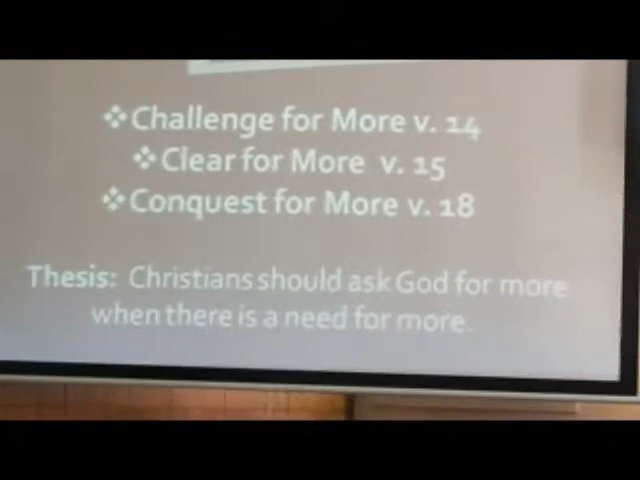 ❖Challenge for More v. 14
❖Clear for More v. 15
❖Conquest for More v. 18
Thesis: Christians should ask God for more
when there is a need for more.